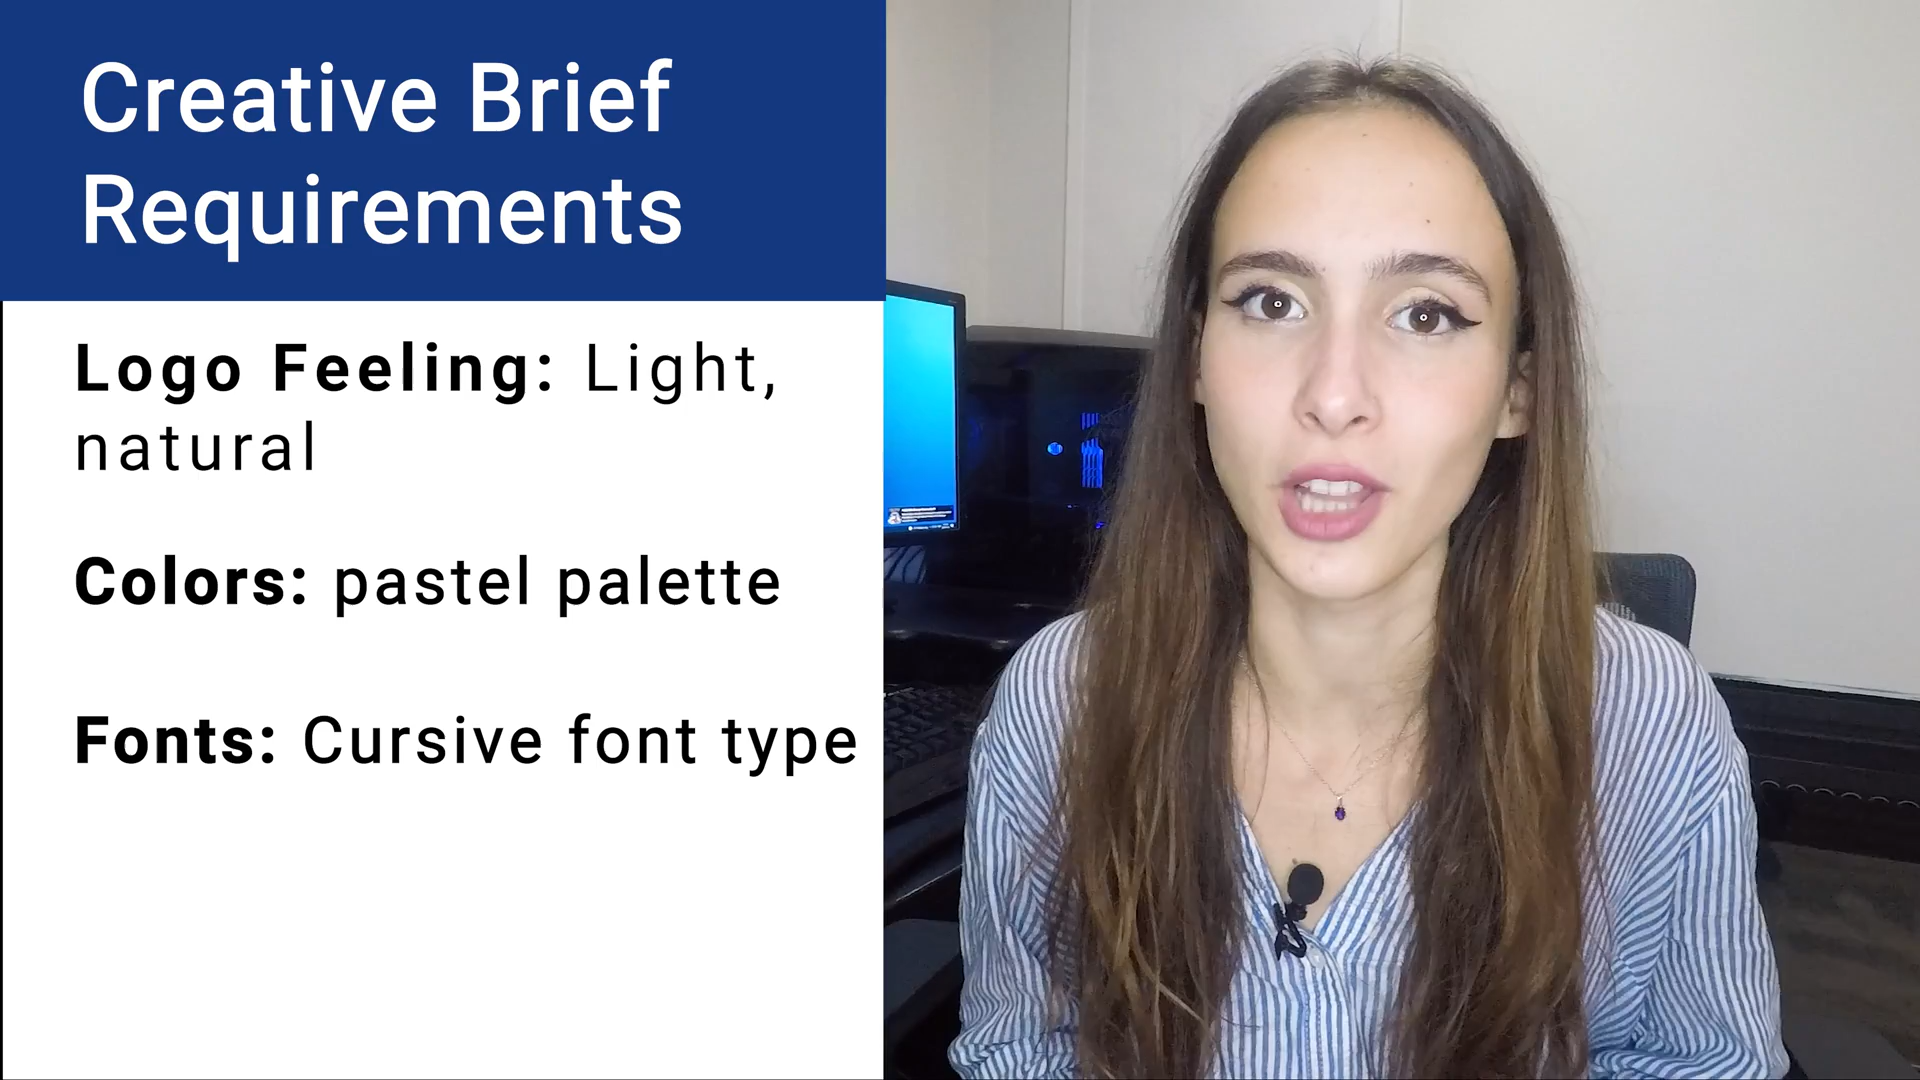 Creative Brief
Requirements
Logo Feeling: Light,
natural
Colors: pastel palette
Fonts: Cursive font type